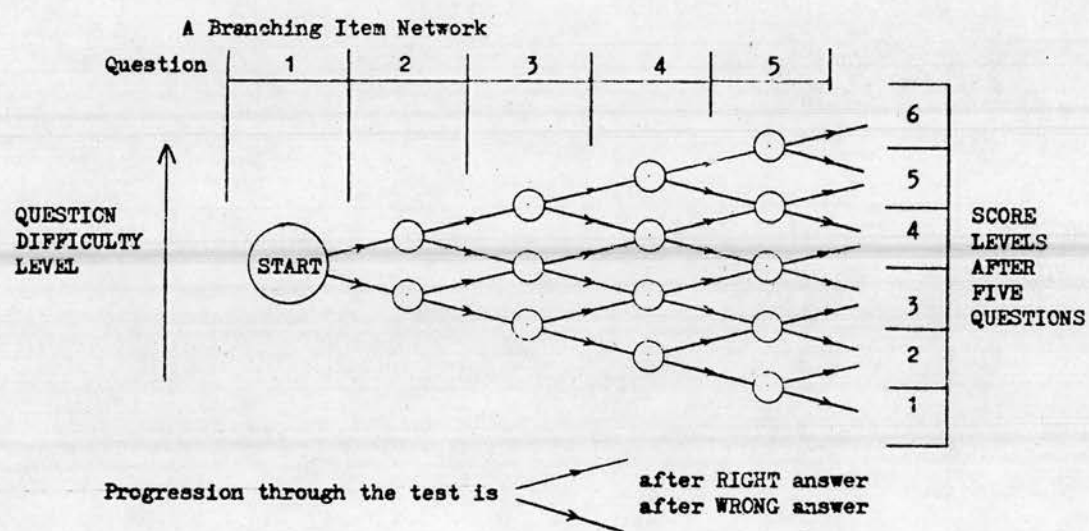 A Branching Item Network
Question 1 2 3 4 5
6
5
4
3
2
1
QUESTION
DIFFICULTY
LEVEL
START
SCORE
LEVELS
AFTER
FIVE
QUESTIONS
Progression through the test is
after RIGHT answer
after WRONG answer